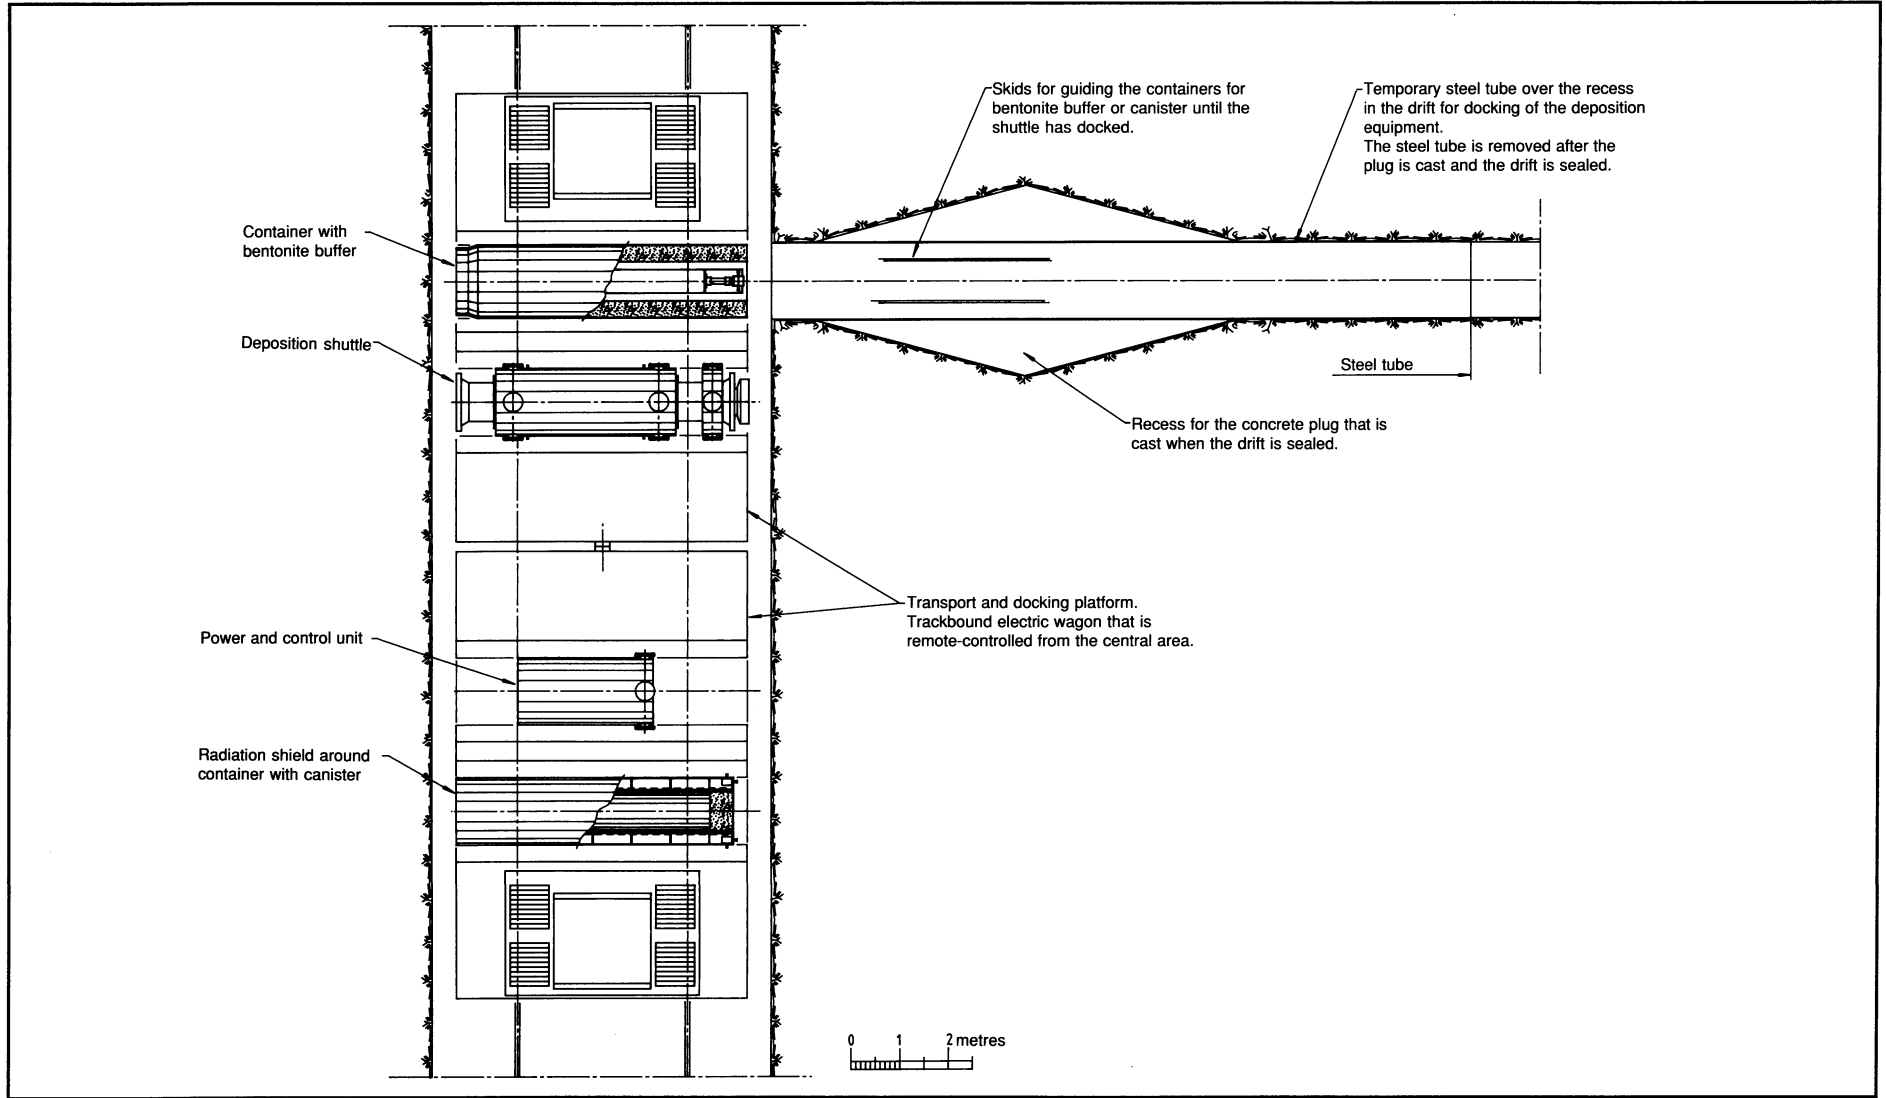 Skids for guiding the containers for
bentonite buffer or canister until the
shuttle has docked.
Temporary steel tube over the recess
in the drift for docking of the deposition
equipment.
The steel tube is removed after the
plug is cast and the drift is sealed.
Container with
bentonite buffer
Deposition shuttle
Steel tube
Recess for the concrete plug that is
cast when the drift is sealed.
Transport and docking platform.
Trackbound electric wagon that is
remote-controlled from the central area.
Power and control unit
Radiation shield around
container with canister
0 1 2 metres